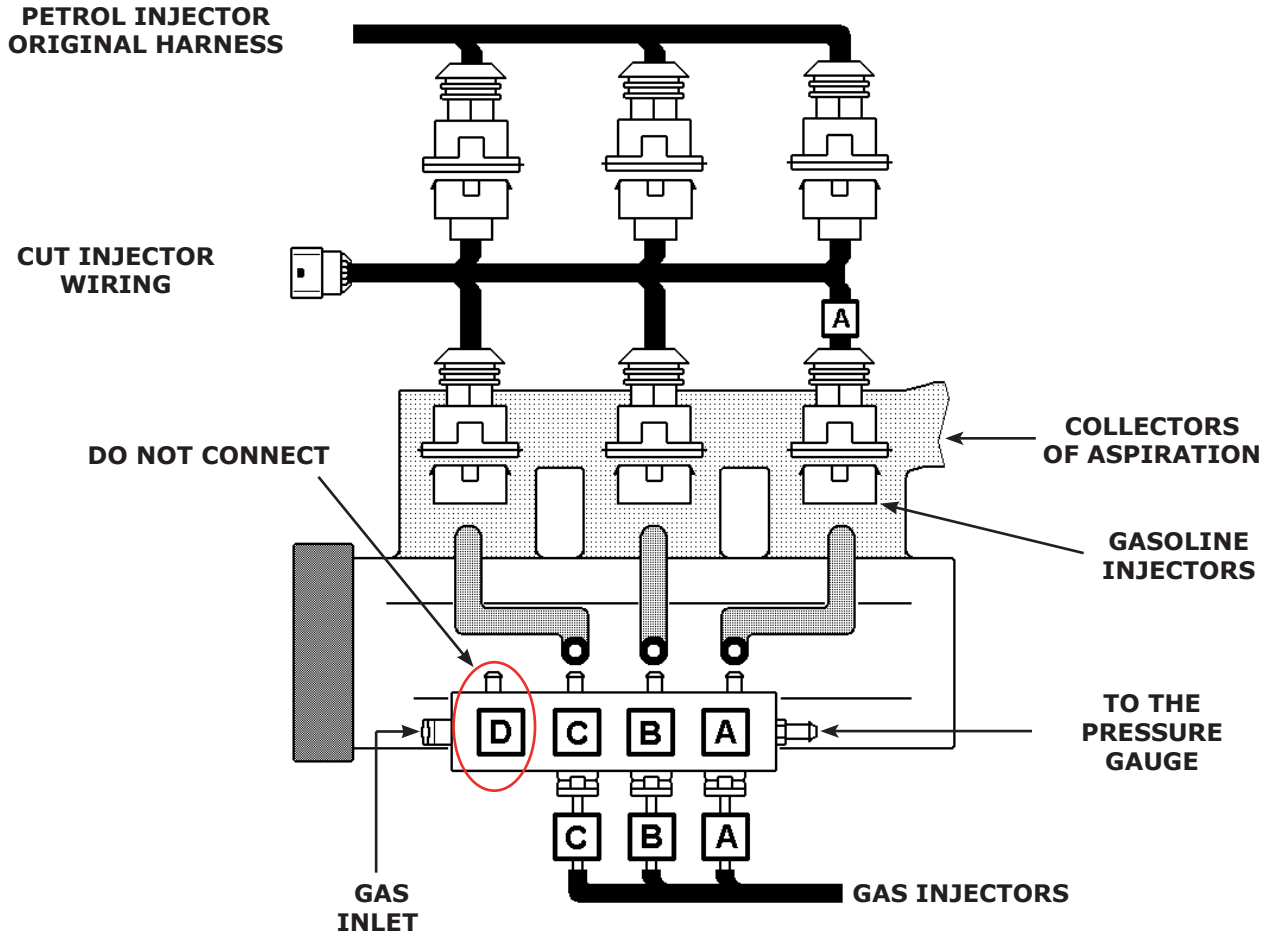 PETROL INJECTOR
ORIGINAL HARNESS
CUT INJECTOR
WIRING
A
DO NOT CONNECT
COLLECTORS
OF ASPIRATION
GASOLINE
INJECTORS
D C B A
TO THE
PRESSURE
GAUGE
C B A
GAS
INLET
GAS INJECTORS